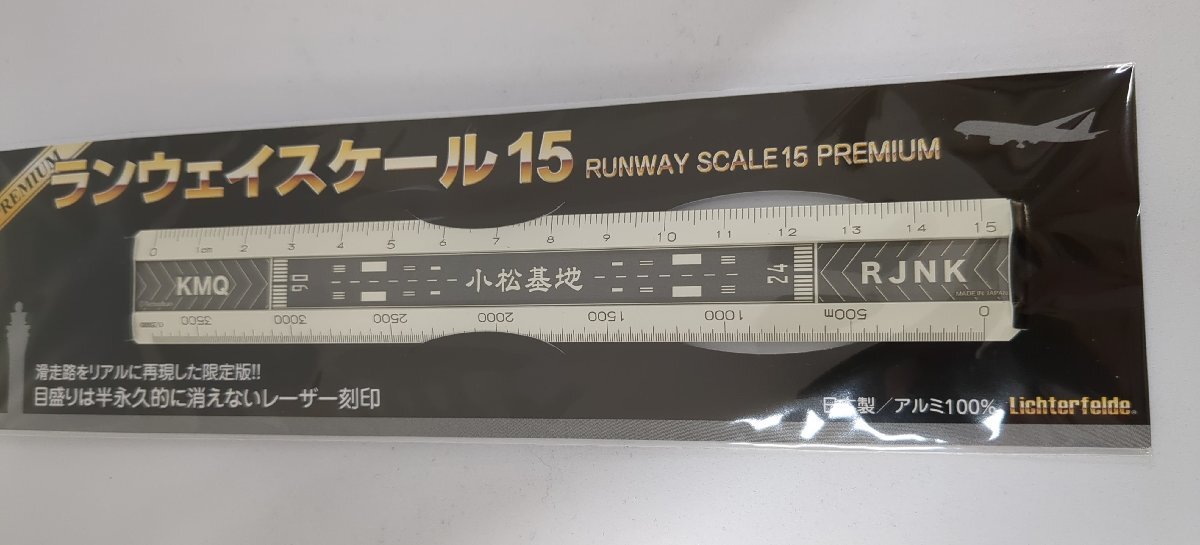 PREMIUM
ランウェイスケール15 RUNWAY SCALE15 PREMIUM
0 1cm 2 3 4 5 6 7 8 9 10 11 12 13 14 15
KMQ 06 小松基地 24 RJNK
MADE IN JAPAN
3500 3000 2500 2000 1500 1000 500m 0
滑走路をリアルに再現した限定版!!
目盛りは半永久的に消えないレーザー刻印
日本製/アルミ100% Lichterfelde